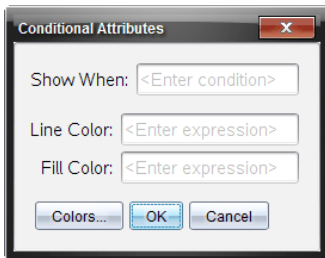 Conditional Attributes
Show When: <Enter condition>
Line Color: <Enter expression>
Fill Color: <Enter expression>
Colors... OK Cancel